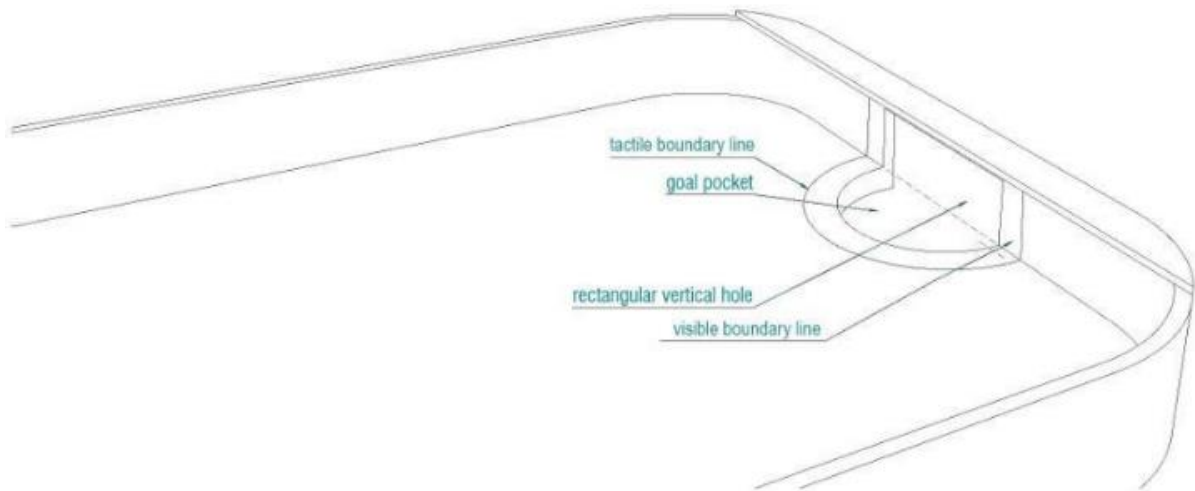 tactile boundary line
goal pocket
rectangular vertical hole
visible boundary line